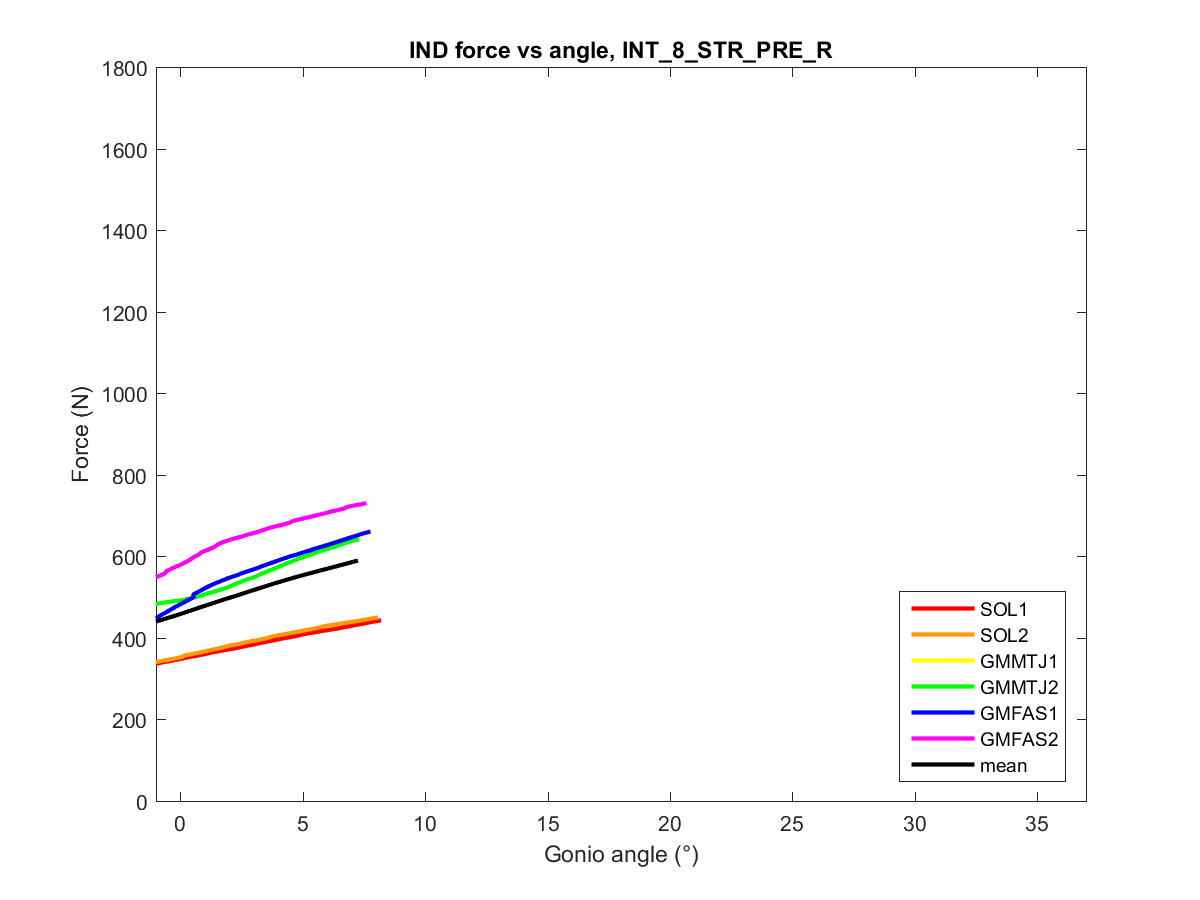 IND force vs angle, INT_8_STR_PRE_R
1800
1600
1400
1200
1000
800
600
400
200
0
Force (N)
0 5 10 15 20 25 30 35
Gonio angle (°)
SOL1
SOL2
GMMTJ1
GMMTJ2
GMFAS1
GMFAS2
mean